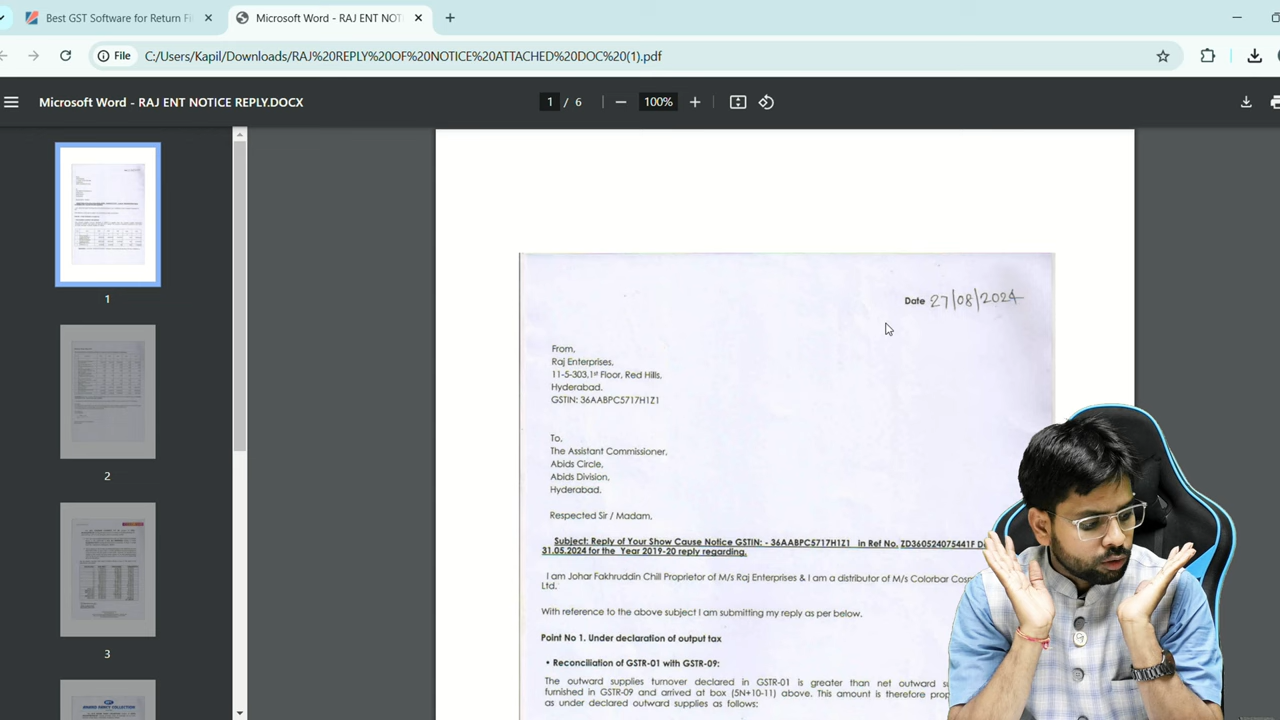 Best GST Software for Return Fi
Microsoft Word - RAJ ENT NOTI
File
C:/Users/Kapil/Downloads/RAJ%20REPLY%20OF%20NOTICE%20ATTACHED%20DOC%20(1).pdf
Microsoft Word - RAJ ENT NOTICE REPLY.DOCX
1 / 6
100%
1
2
3
Date 27/08/2024
From,
Raj Enterprises,
11-5-303,1st Floor, Red Hills,
Hyderabad.
GSTIN: 36AABPC5717H1Z1
To,
The Assistant Commissioner,
Abids Circle,
Abids Division,
Hyderabad.
Respected Sir / Madam,
Subject: Reply of Your Show Cause Notice GSTIN: - 36AABPC5717H1Z1 in Ref No. ZD360524075441F D
31.05.2024 for the Year 2019-20 reply regarding.
I am Johar Fakhruddin Chill Proprietor of M/s Raj Enterprises & I am a distributor of M/s Colorbar Cosm
Ltd.
With reference to the above subject I am submitting my reply as per below.
Point No 1. Under declaration of output tax
• Reconciliation of GSTR-01 with GSTR-09:
The outward supplies turnover declared in GSTR-01 is greater than net outward su
furnished in GSTR-09 and arrived at box (5N+10-11) above. This amount is therefore prop
as under declared outward supplies as follows: